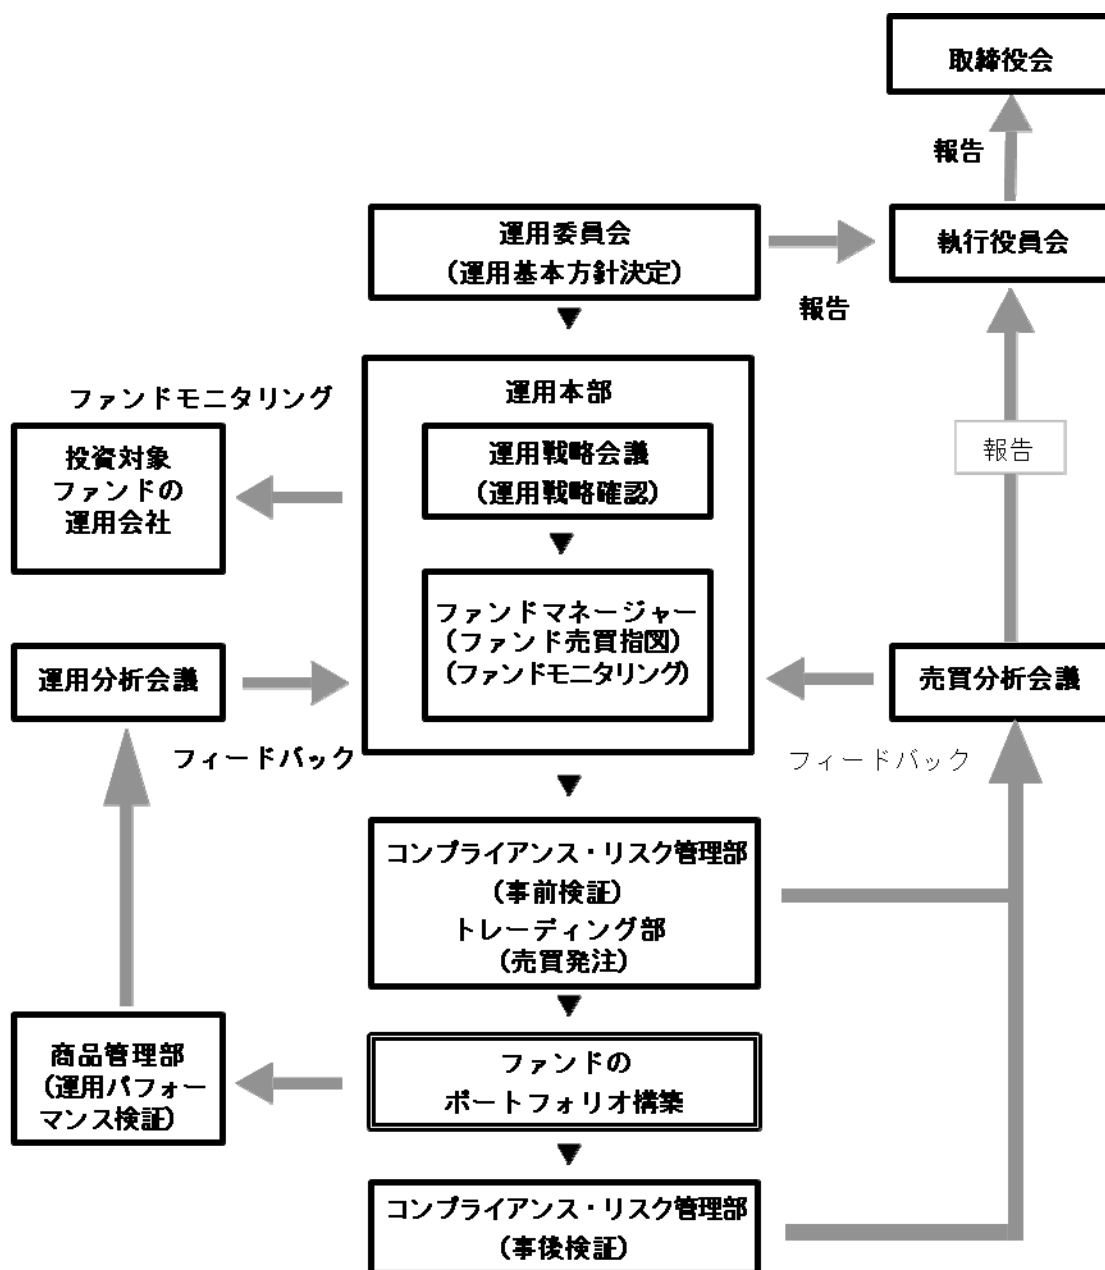 取締役会
報告
運用委員会
(運用基本方針決定)
執行役員会
報告
運用本部
ファンドモニタリング
投資対象
ファンドの
運用会社
運用戦略会議
(運用戦略確認)
報告
ファンドマネージャー
(ファンド売買指図)
(ファンドモニタリング)
運用分析会議
売買分析会議
フィードバック
フィードバック
コンプライアンス・リスク管理部
(事前検証)
トレーディング部
(売買発注)
商品管理部
(運用パフォー
マンス検証)
ファンドの
ポートフォリオ構築
コンプライアンス・リスク管理部
(事後検証)